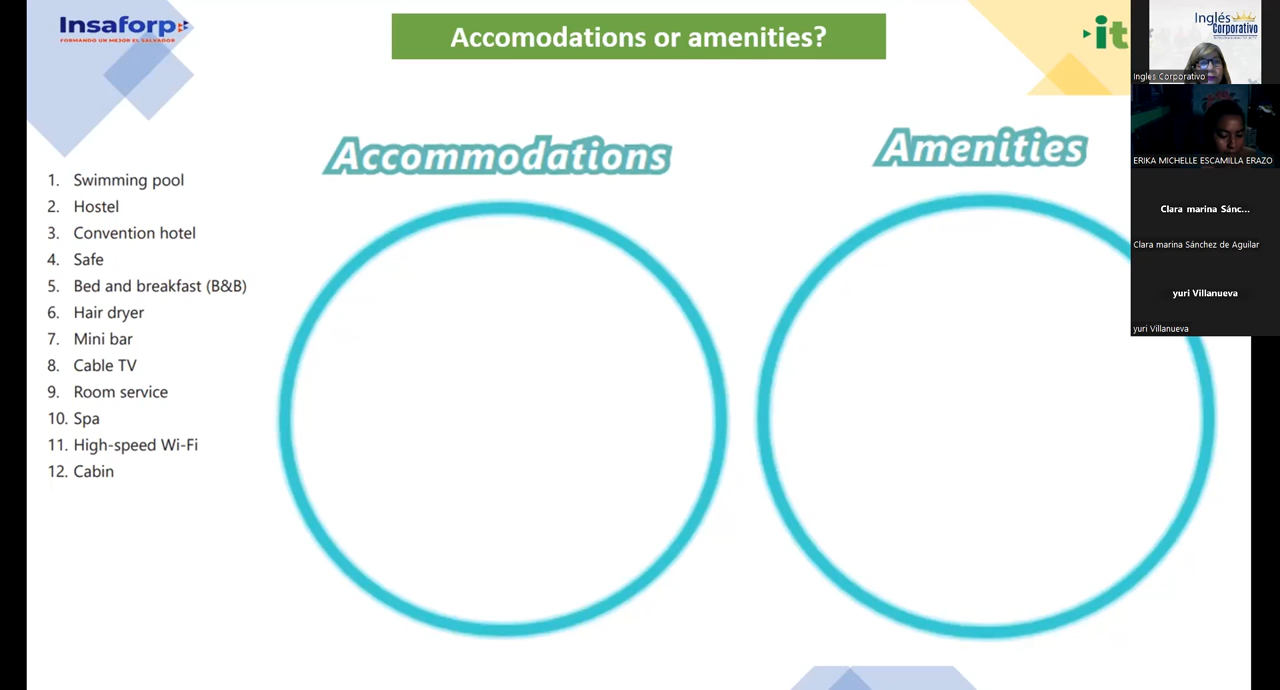 Insaforp
FORMANDO UN MEJOR EL SALVADOR
Accomodations or amenities?
it
Inglés
Corporativo
Ingles Corporativo
ERIKA MICHELLE ESCAMILLA ERAZO
Clara marina Sánc...
Clara marina Sánchez de Aguilar
yuri Villanueva
yuri Villanueva
Accommodations
Amenities
1. Swimming pool
2. Hostel
3. Convention hotel
4. Safe
5. Bed and breakfast (B&B)
6. Hair dryer
7. Mini bar
8. Cable TV
9. Room service
10. Spa
11. High-speed Wi-Fi
12. Cabin